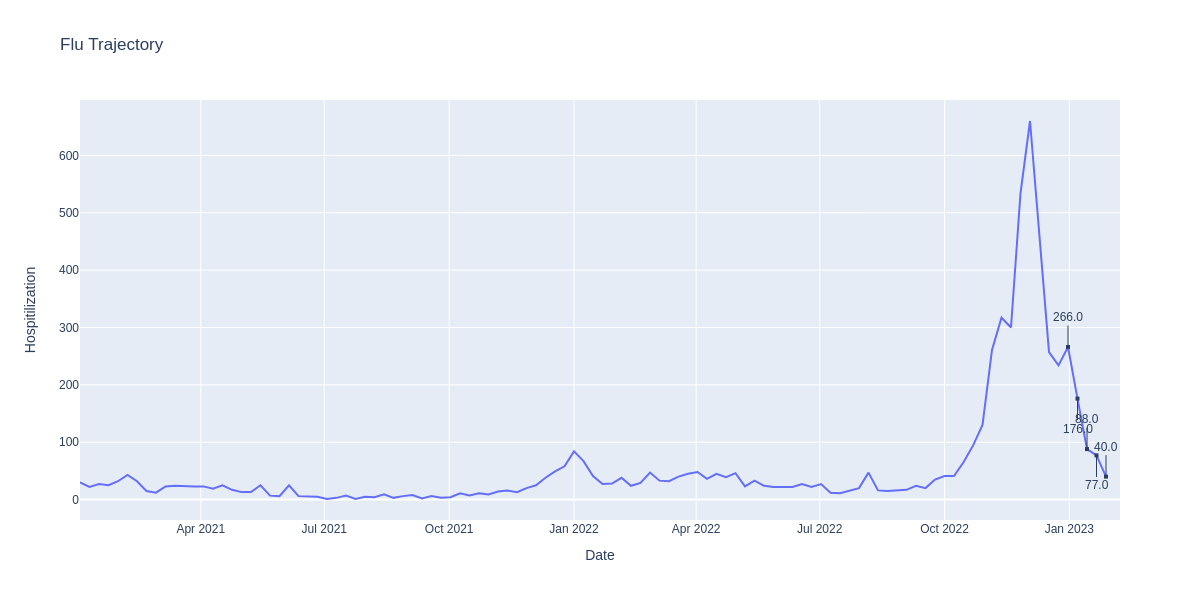 Flu Trajectory
Hospitilization
600
500
400
300
200
100
0
266.0
176.0
88.0
77.0
40.0
Apr 2021
Jul 2021
Oct 2021
Jan 2022
Apr 2022
Jul 2022
Oct 2022
Jan 2023
Date